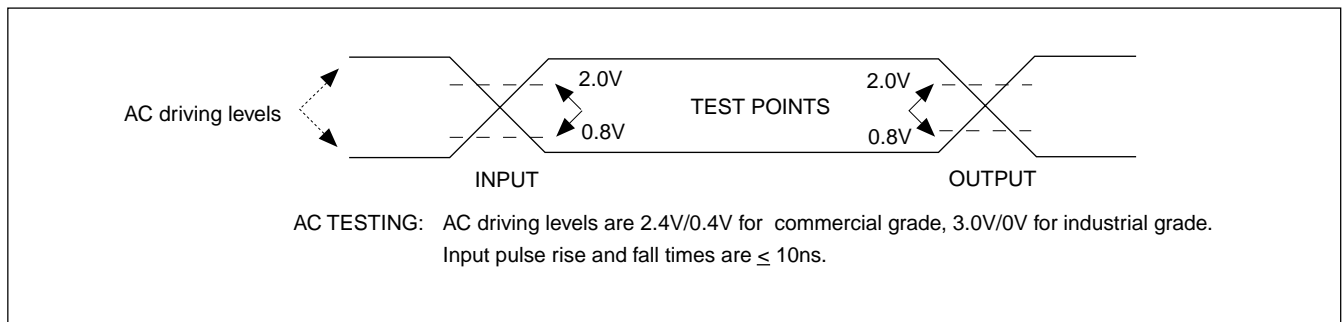 2.0V
2.0V
AC driving levels
TEST POINTS
0.8V
0.8V
INPUT
OUTPUT
AC TESTING: AC driving levels are 2.4V/0.4V for commercial grade, 3.0V/0V for industrial grade.
Input pulse rise and fall times are ≤ 10ns.